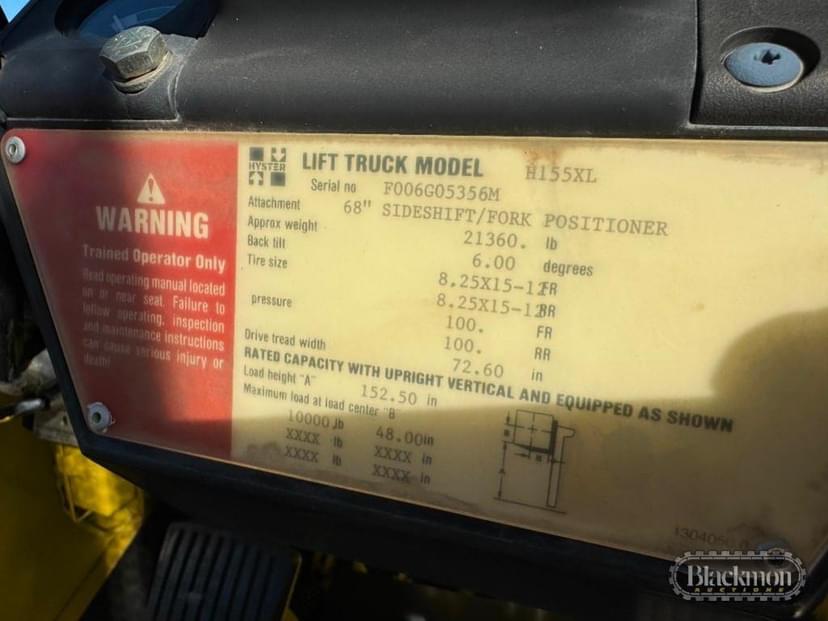 WARNING
Trained Operator Only
Read operating manual located
on or near seat. Failure to
follow operating, inspection
and maintenance instructions
can cause serious injury or
death!
HYSTER
LIFT TRUCK MODEL H155XL
Serial no F006G05356M
Attachment 68" SIDESHIFT/FORK POSITIONER
Approx weight 21360. lb
Back tilt 6.00 degrees
Tire size 8.25X15-12 FR
8.25X15-12 RR
pressure 100. FR
100. RR
Drive tread width 72.60 in
RATED CAPACITY WITH UPRIGHT VERTICAL AND EQUIPPED AS SHOWN
Load height "A" 152.50 in
Maximum load at load center "B"
10000 lb 48.00 in
XXXX lb XXXX in
XXXX lb XXXX in
B
B
A
Blackmon
AUCTIONS